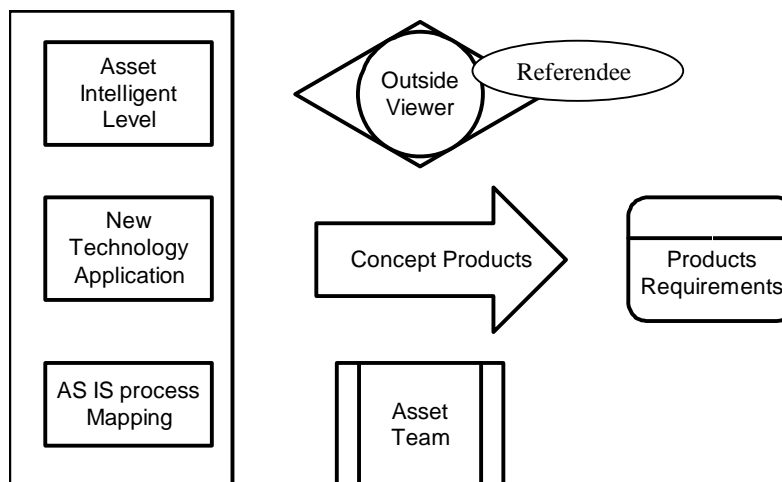 Asset
Intelligent
Level
Outside
Viewer
Referendee
New
Technology
Application
Concept Products
Products
Requirements
AS IS process
Mapping
Asset
Team